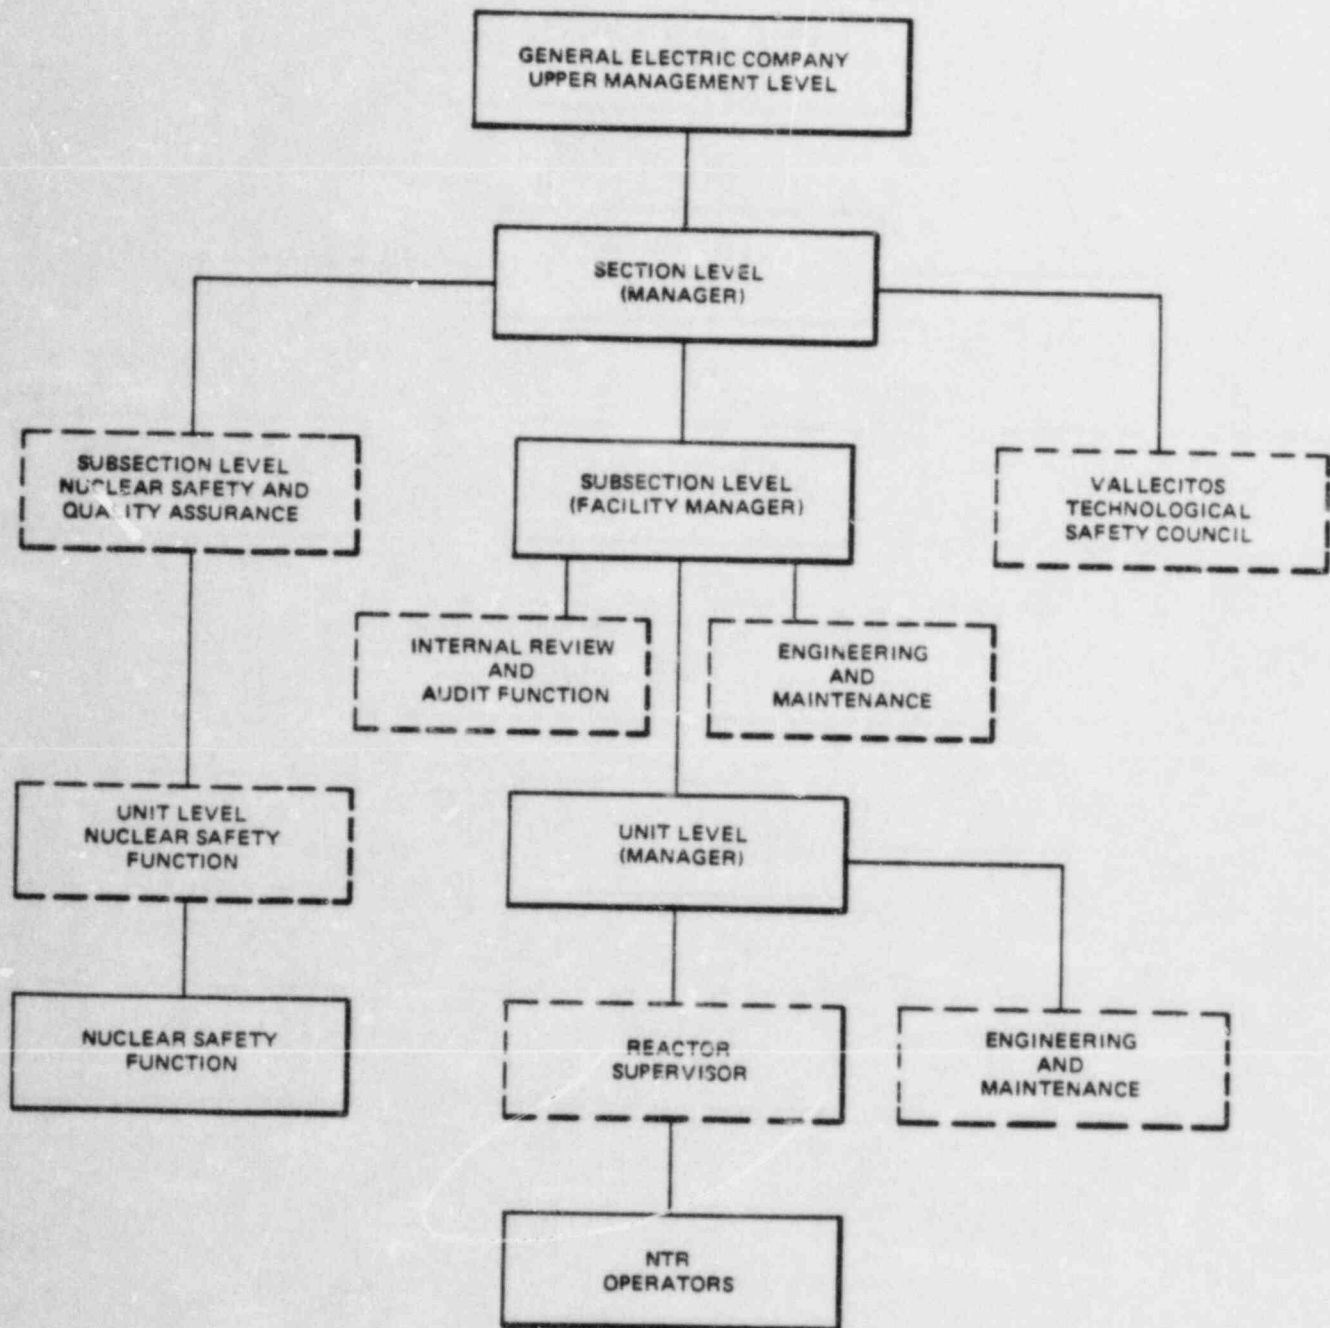 GENERAL ELECTRIC COMPANY
UPPER MANAGEMENT LEVEL
SECTION LEVEL
(MANAGER)
SUBSECTION LEVEL
NUCLEAR SAFETY AND
QUALITY ASSURANCE
SUBSECTION LEVEL
(FACILITY MANAGER)
VALLECITOS
TECHNOLOGICAL
SAFETY COUNCIL
INTERNAL REVIEW
AND
AUDIT FUNCTION
ENGINEERING
AND
MAINTENANCE
UNIT LEVEL
NUCLEAR SAFETY
FUNCTION
UNIT LEVEL
(MANAGER)
NUCLEAR SAFETY
FUNCTION
REACTOR
SUPERVISOR
ENGINEERING
AND
MAINTENANCE
NTR
OPERATORS